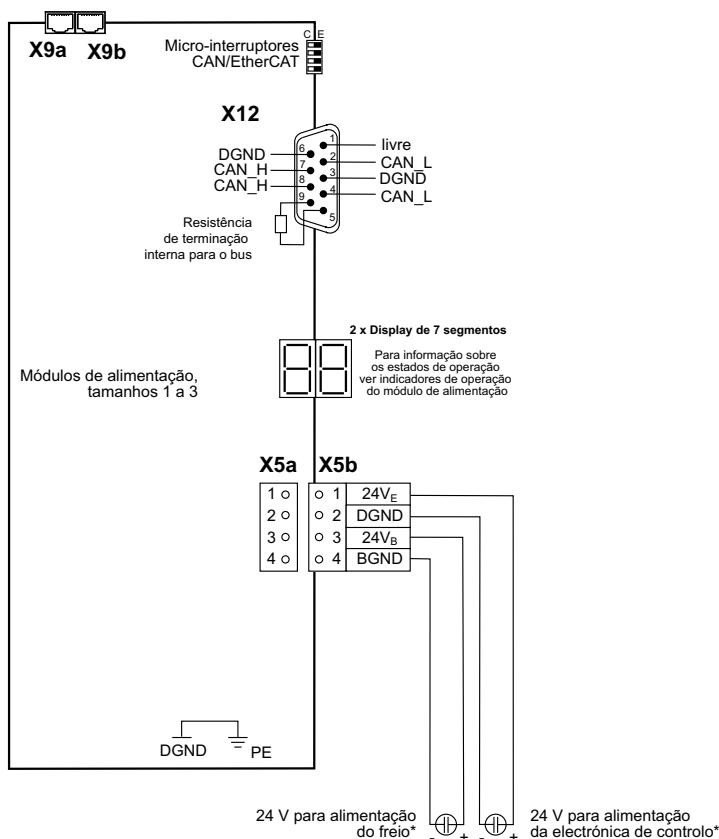 X9a X9b
C E
Micro-interruptores
CAN/EtherCAT
X12
DGND
CAN_H
CAN_H
6
7
8
9
1
2
3
4
5
livre
CAN_L
DGND
CAN_L
Resistência
de terminação
interna para o bus
2 x Display de 7 segmentos
Para informação sobre
os estados de operação
ver indicadores de operação
do módulo de alimentação
Módulos de alimentação,
tamanhos 1 a 3
X5a X5b
1 1 24VE
2 2 DGND
3 3 24VB
4 4 BGND
DGND PE
24 V para alimentação
do freio*
- +
- +
24 V para alimentação
da electrónica de controlo*